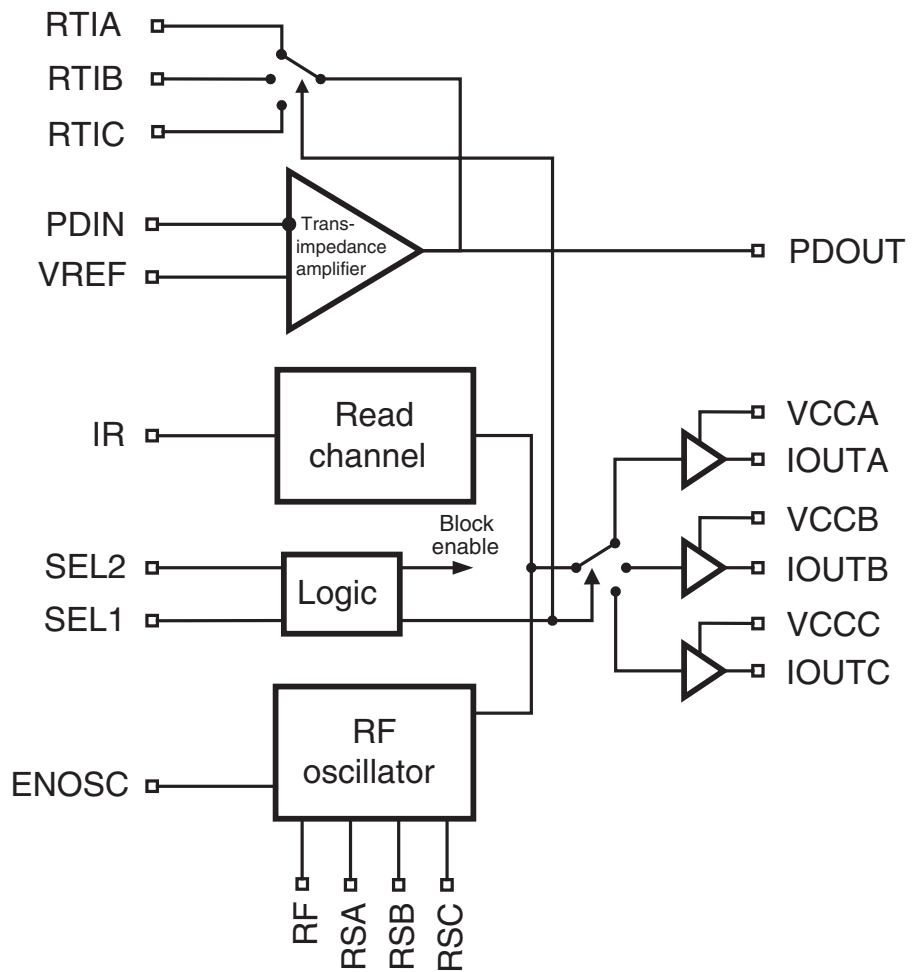 RTIA
RTIB
RTIC
PDIN
VREF
Trans-
impedance
amplifier
PDOUT
IR
Read
channel
VCCA
IOUTA
Block
enable
VCCB
IOUTB
SEL2
SEL1
Logic
VCCC
IOUTC
RF
oscillator
ENOSC
RF
RSA
RSB
RSC